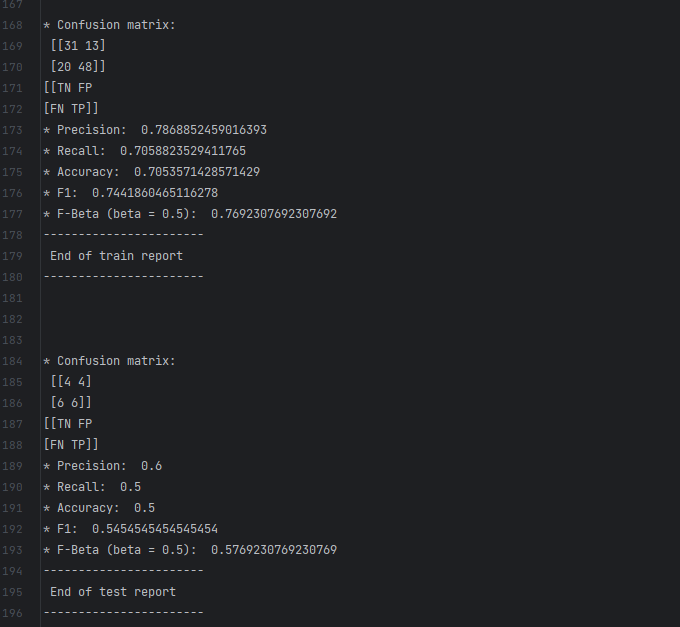 167
168 * Confusion matrix:
169  [[31 13]
170  [20 48]]
171 [[TN FP
172 [FN TP]]
173 * Precision:  0.7868852459016393
174 * Recall:  0.7058823529411765
175 * Accuracy:  0.7053571428571429
176 * F1:  0.7441860465116278
177 * F-Beta (beta = 0.5):  0.7692307692307692
178 -----------------------
179  End of train report
180 -----------------------
181
182
183
184 * Confusion matrix:
185  [[4 4]
186  [6 6]]
187 [[TN FP
188 [FN TP]]
189 * Precision:  0.6
190 * Recall:  0.5
191 * Accuracy:  0.5
192 * F1:  0.5454545454545454
193 * F-Beta (beta = 0.5):  0.5769230769230769
194 -----------------------
195  End of test report
196 -----------------------